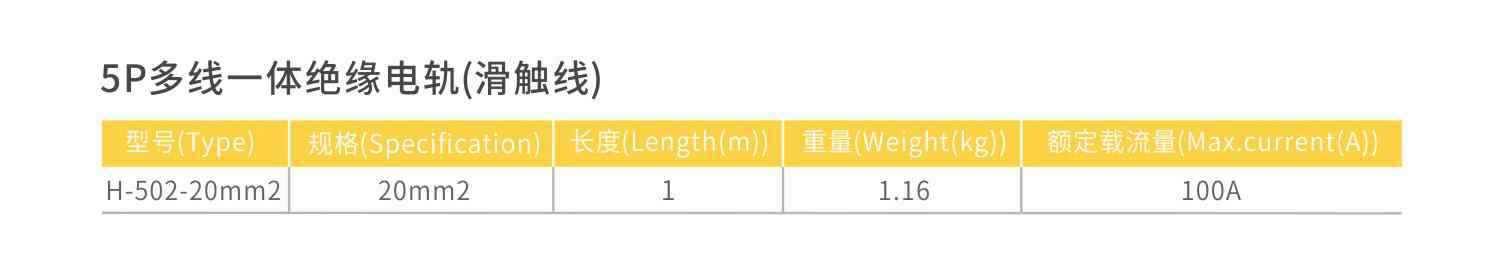 5P多线一体绝缘电轨(滑触线)
型号(Type) 规格(Specification) 长度(Length(m)) 重量(Weight(kg)) 额定载流量(Max.current(A))
H-502-20mm2 20mm2 1 1.16 100A